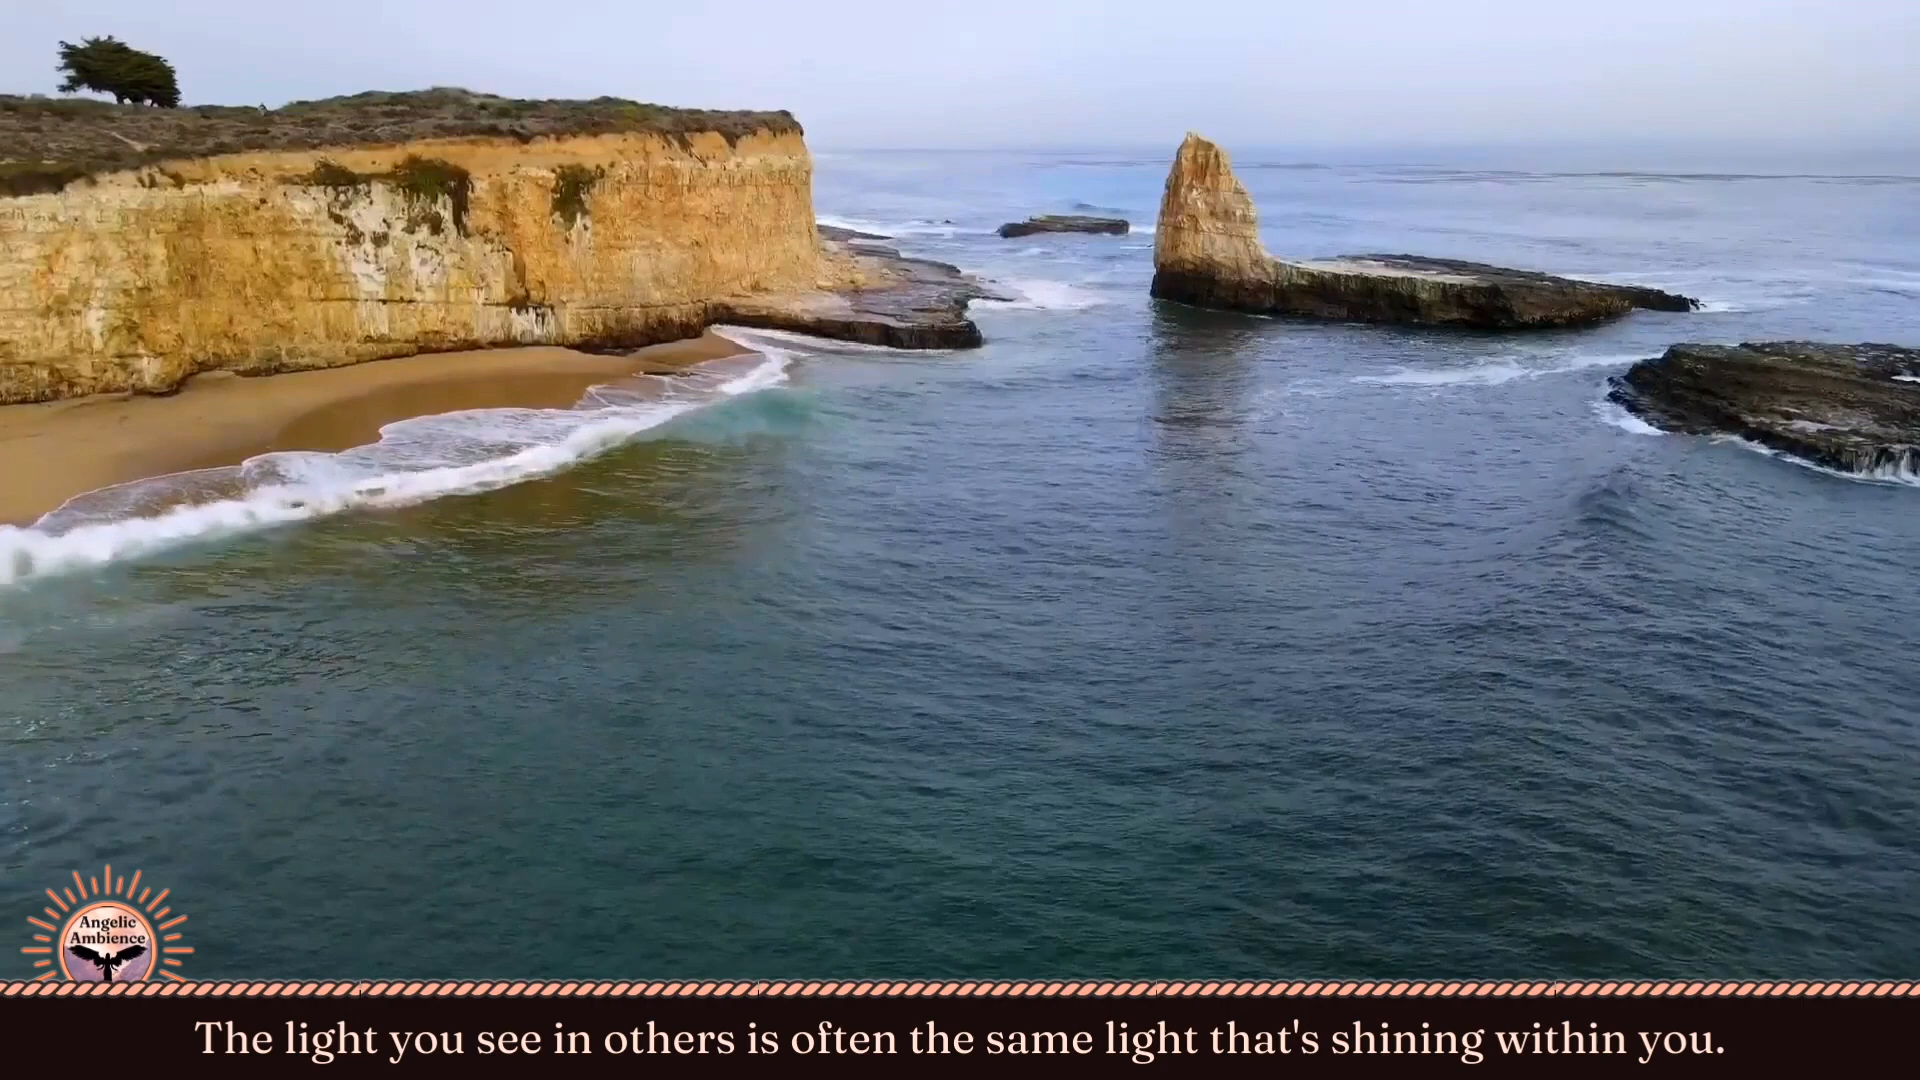 Angelic
Ambience
The light you see in others is often the same light that's shining within you.